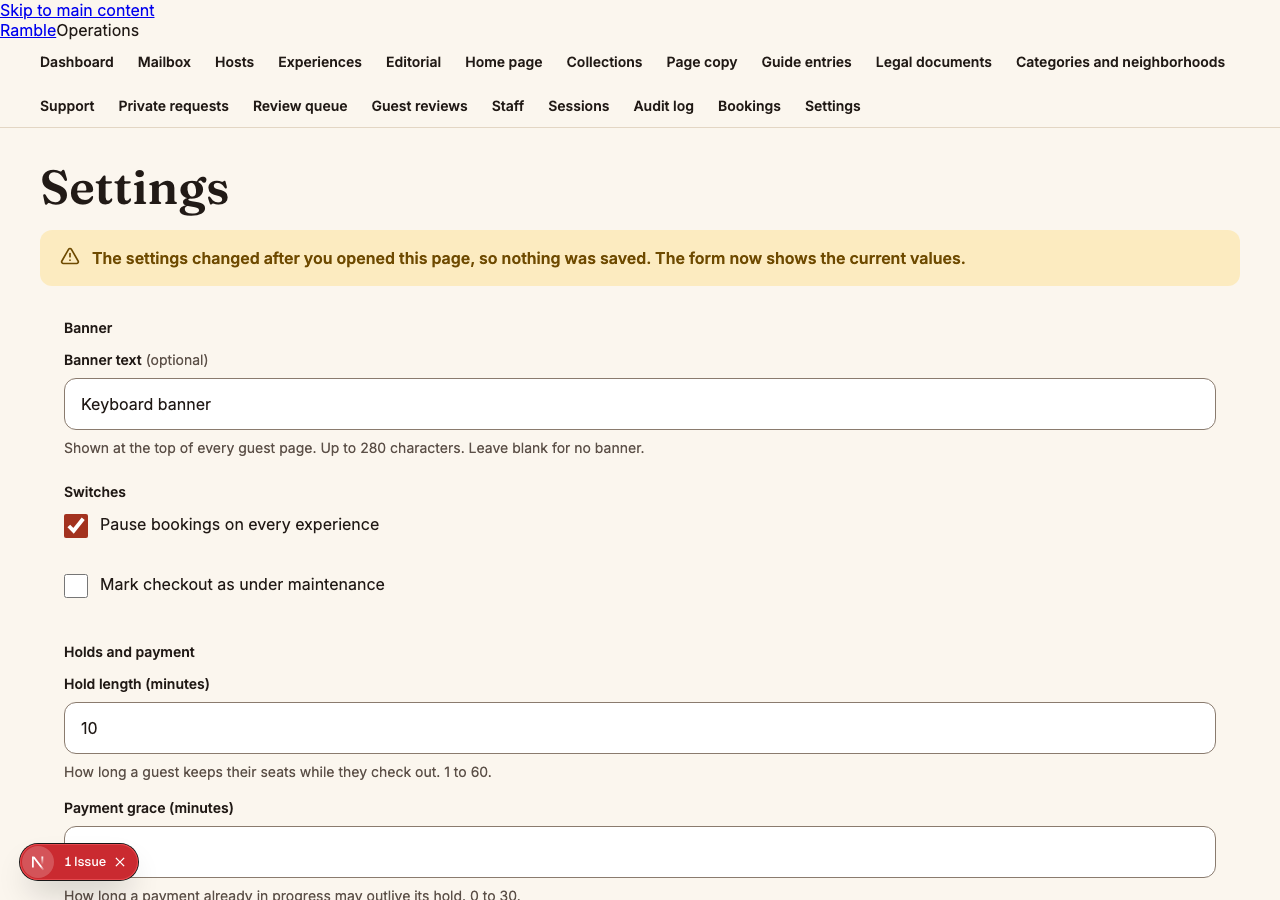 Skip to main content
RambleOperations
Dashboard Mailbox Hosts Experiences Editorial Home page Collections Page copy Guide entries Legal documents Categories and neighborhoods
Support Private requests Review queue Guest reviews Staff Sessions Audit log Bookings Settings
Settings
The settings changed after you opened this page, so nothing was saved. The form now shows the current values.
Banner
Banner text (optional)
Keyboard banner
Shown at the top of every guest page. Up to 280 characters. Leave blank for no banner.
Switches
Pause bookings on every experience
Mark checkout as under maintenance
Holds and payment
Hold length (minutes)
10
How long a guest keeps their seats while they check out. 1 to 60.
Payment grace (minutes)
N 1 Issue
How long a payment already in progress may outlive its hold. 0 to 30.